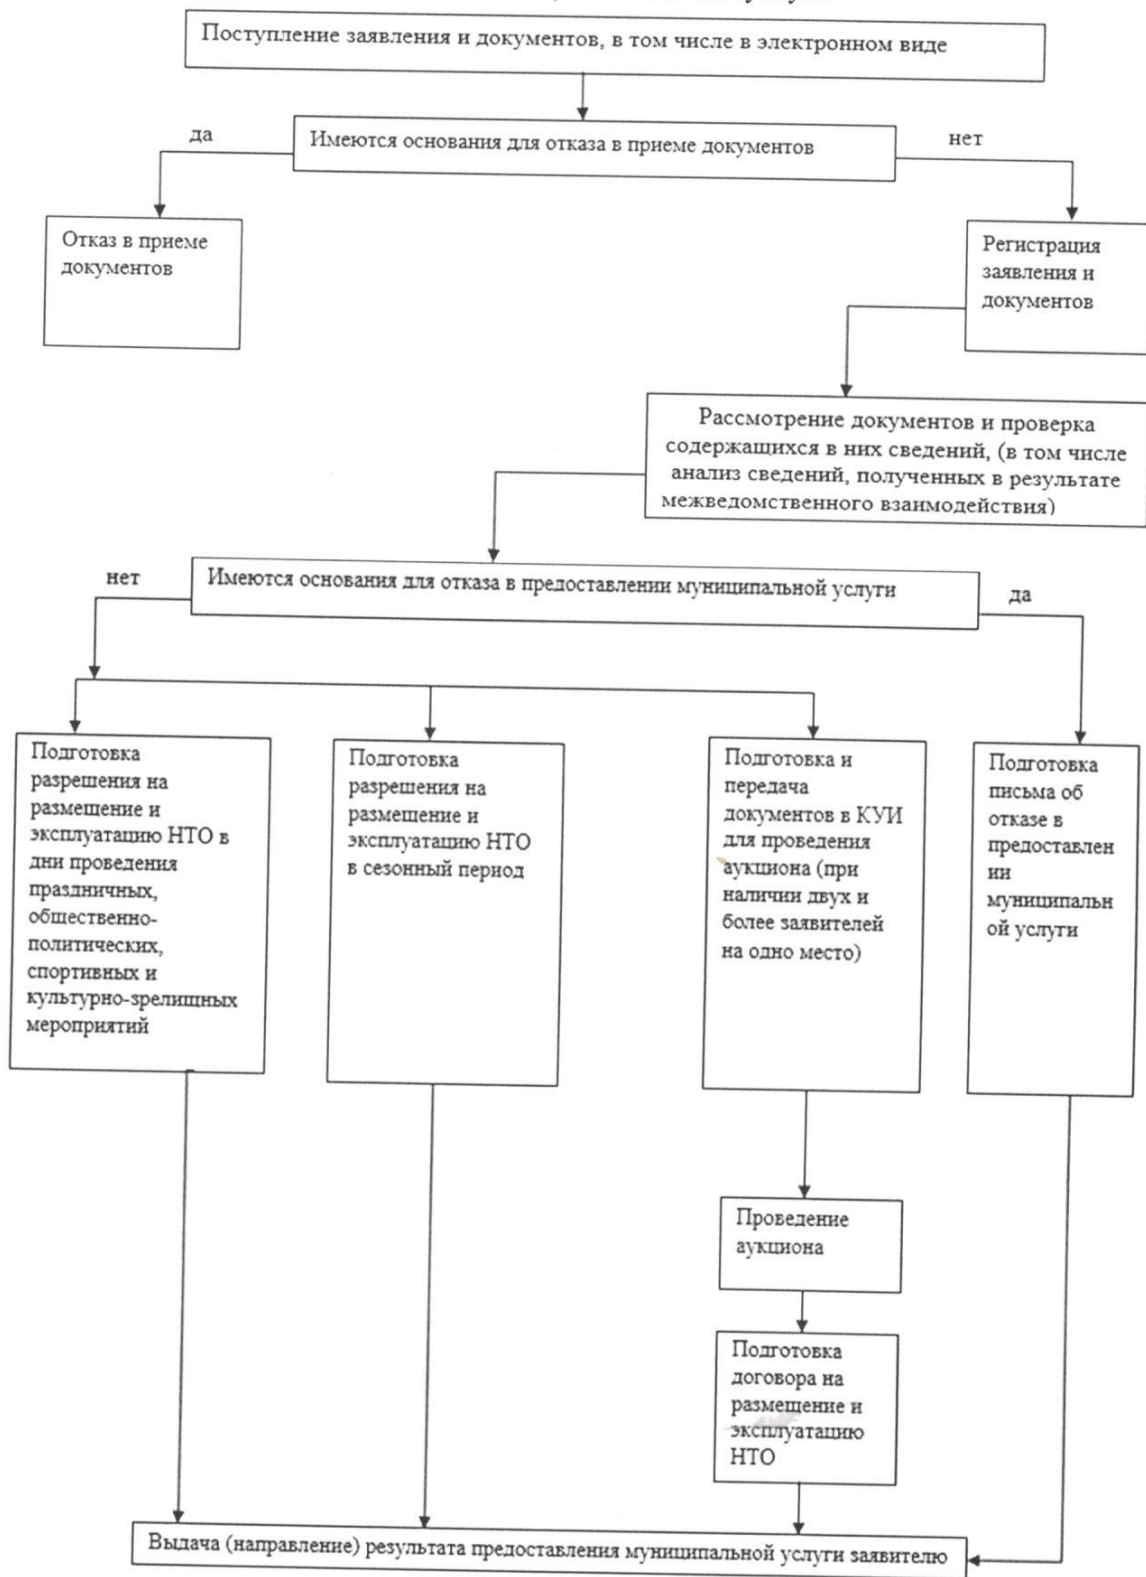 Поступление заявления и документов, в том числе в электронном виде
да
Имеются основания для отказа в приеме документов
нет
Отказ в приеме
документов
Регистрация
заявления и
документов
Рассмотрение документов и проверка
содержащихся в них сведений, (в том числе
анализ сведений, полученных в результате
межведомственного взаимодействия)
нет
Имеются основания для отказа в предоставлении муниципальной услуги
да
Подготовка
разрешения на
размещение и
эксплуатацию НТО в
дни проведения
праздничных,
общественно-
политических,
спортивных и
культурно-зрелищных
мероприятий
Подготовка
разрешения на
размещение и
эксплуатацию НТО
в сезонный период
Подготовка и
передача
документов в КУИ
для проведения
аукциона (при
наличии двух и
более заявителей
на одно место)
Подготовка
письма об
отказе в
предоставлен
ии
муниципальн
ой услуги
Проведение
аукциона
Подготовка
договора на
размещение и
эксплуатацию
НТО
Выдача (направление) результата предоставления муниципальной услуги заявителю